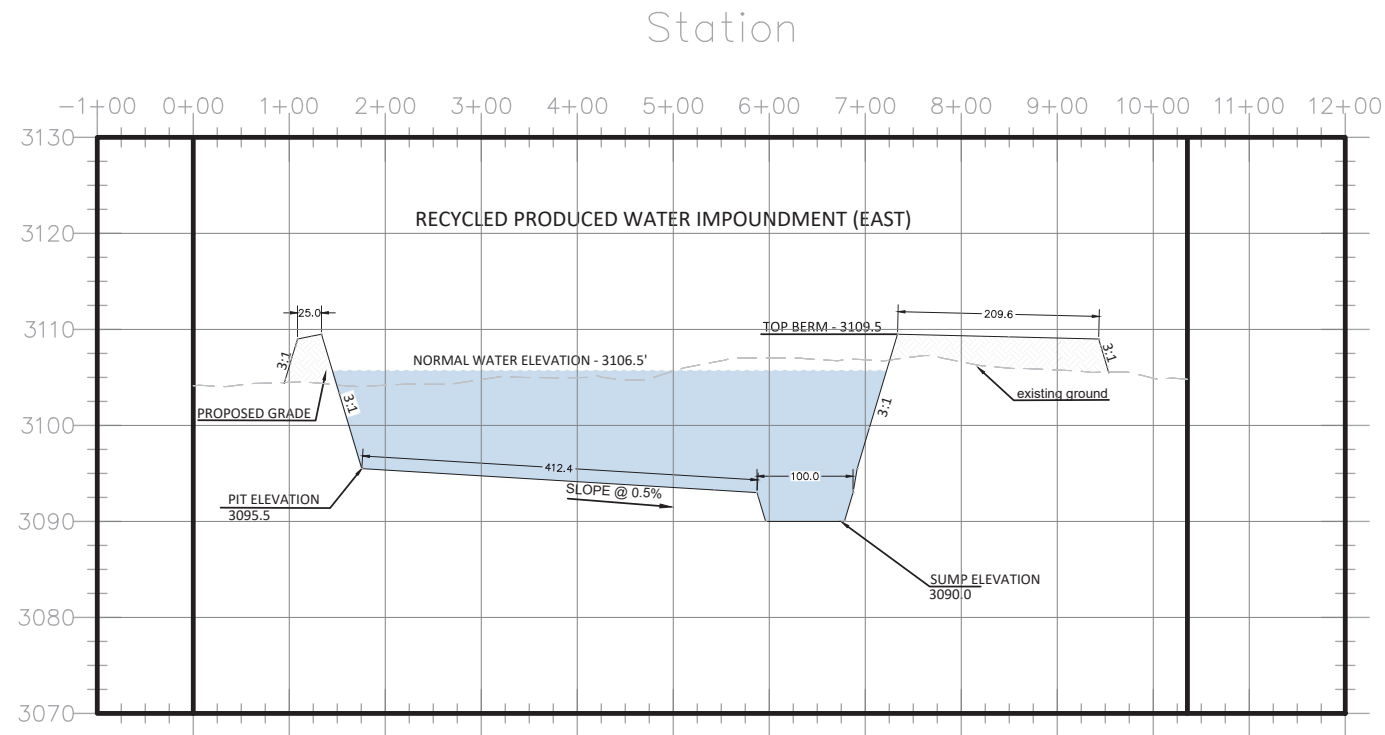 Station
−1+00 0+00 1+00 2+00 3+00 4+00 5+00 6+00 7+00 8+00 9+00 10+00 11+00 12+00
3130
3120
RECYCLED PRODUCED WATER IMPOUNDMENT (EAST)
3110
25.0
209.6
TOP BERM - 3109.5
3:1
3:1
NORMAL WATER ELEVATION - 3106.5'
PROPOSED GRADE
3:1
3:1
existing ground
3100
412.4
100.0
SLOPE @ 0.5%
PIT ELEVATION
3095.5
3090
SUMP ELEVATION
3090.0
3080
3070